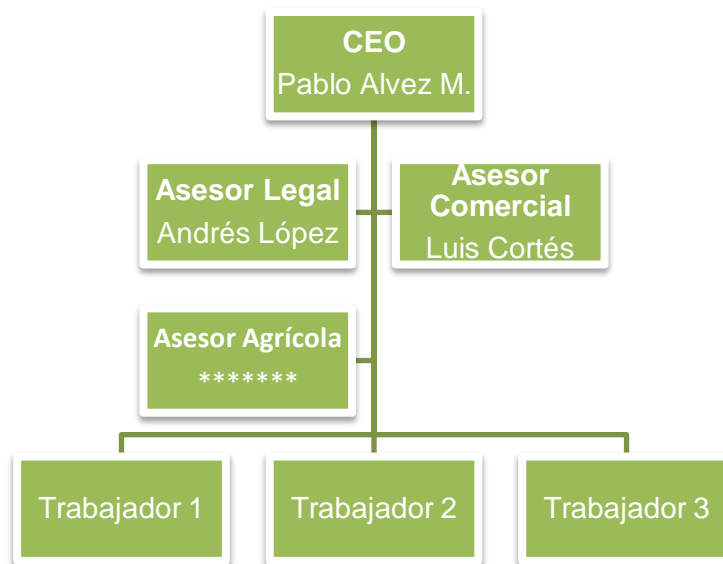 CEO
Pablo Alvez M.
Asesor Legal
Andrés López
Asesor
Comercial
Luis Cortés
Asesor Agrícola
*******
Trabajador 1
Trabajador 2
Trabajador 3